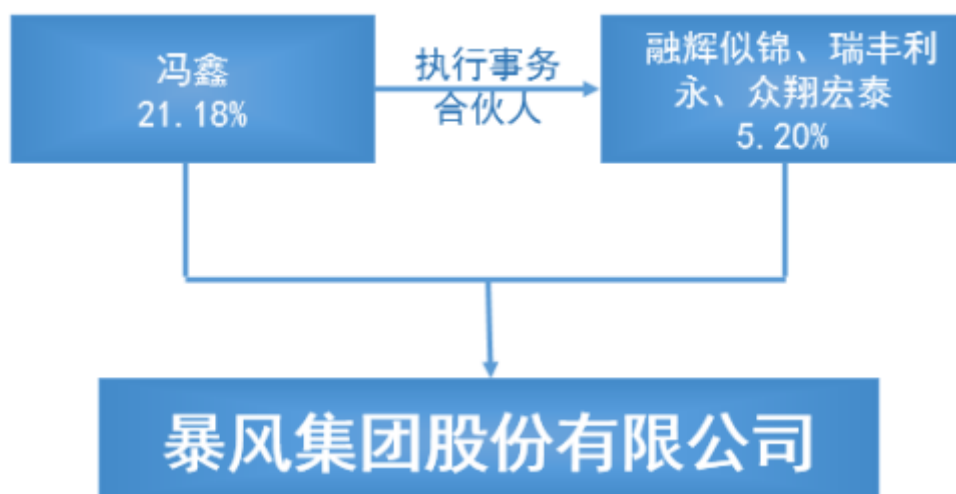 冯鑫
21.18%
执行事务
合伙人
融辉似锦、瑞丰利
永、众翔宏泰
5.20%
暴风集团股份有限公司